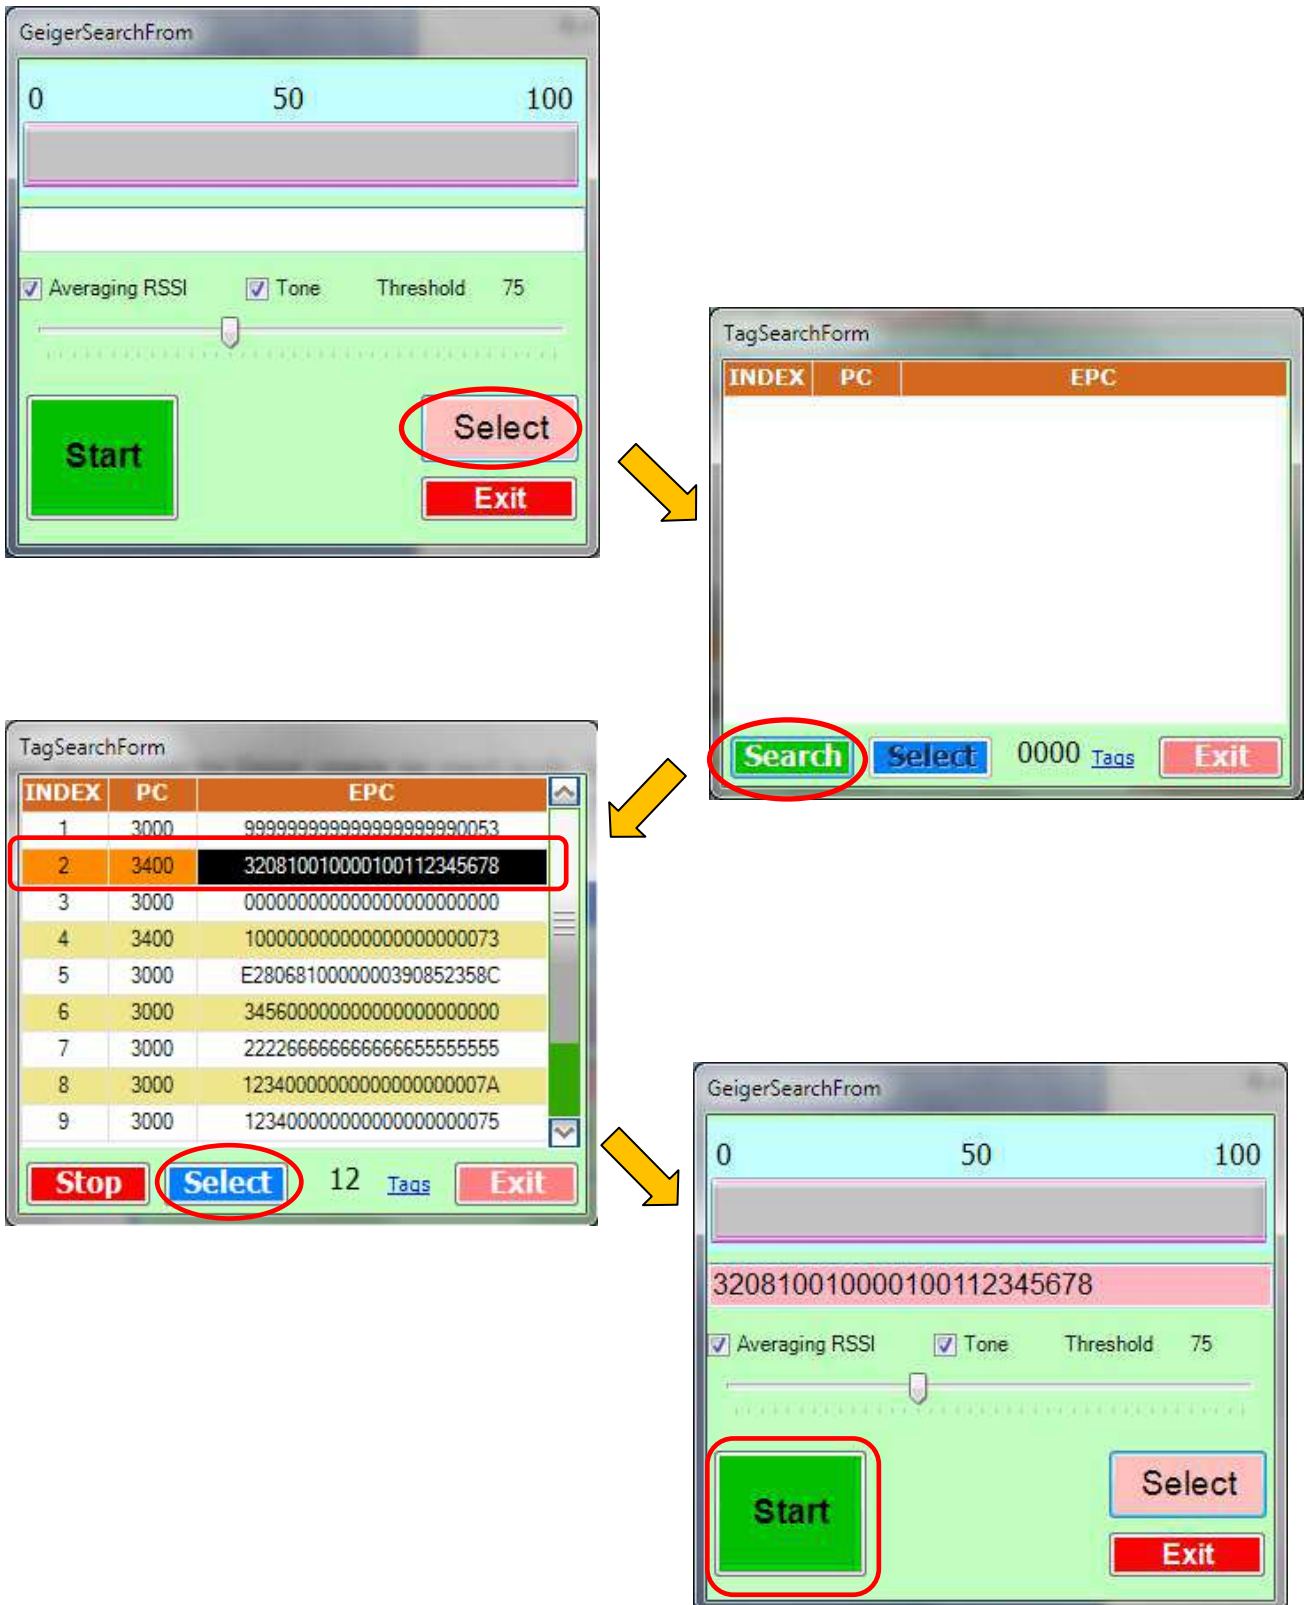 GeigerSearchFrom
0 50 100
Averaging RSSI Tone Threshold 75
Start
Select
Exit
TagSearchForm
INDEX PC EPC
Search Select 0000 Tags Exit
TagSearchForm
INDEX PC EPC
1 3000 999999999999999999990053
2 3400 320810010000100112345678
3 3000 000000000000000000000000
4 3400 100000000000000000000073
5 3000 E28068100000000390852358C
6 3000 345600000000000000000000
7 3000 222266666666666655555555
8 3000 12340000000000000000007A
9 3000 123400000000000000000075
Stop Select 12 Tags Exit
GeigerSearchFrom
0 50 100
320810010000100112345678
Averaging RSSI Tone Threshold 75
Start
Select
Exit